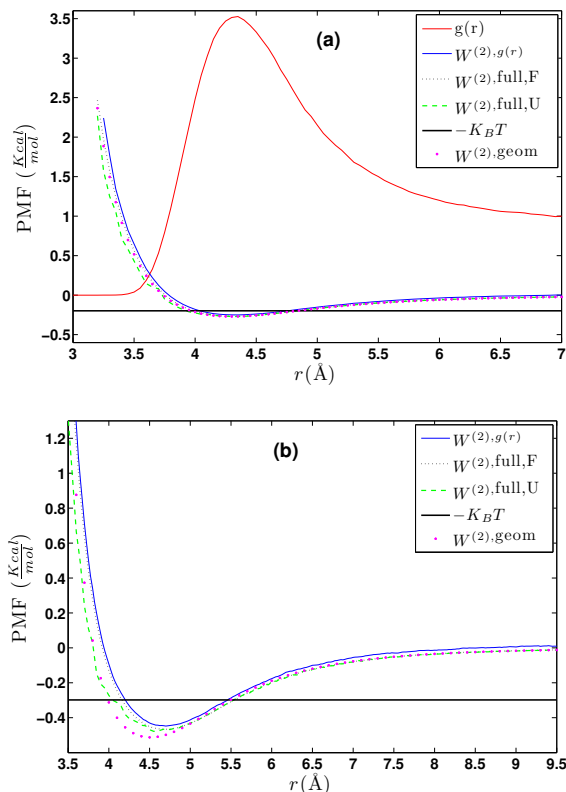 (a)
g(r)
W^(2),g(r)
W^(2),full,F
W^(2),full,U
−K_BT
W^(2),geom
PMF (Kcal/mol)
3.5
3
2.5
2
1.5
1
0.5
0
−0.5
3 3.5 4 4.5 5 5.5 6 6.5 7
r(Å)
(b)
W^(2),g(r)
W^(2),full,F
W^(2),full,U
−K_BT
W^(2),geom
PMF (Kcal/mol)
1.2
1
0.8
0.6
0.4
0.2
0
−0.2
−0.4
3.5 4 4.5 5 5.5 6 6.5 7 7.5 8 8.5 9 9.5
r(Å)